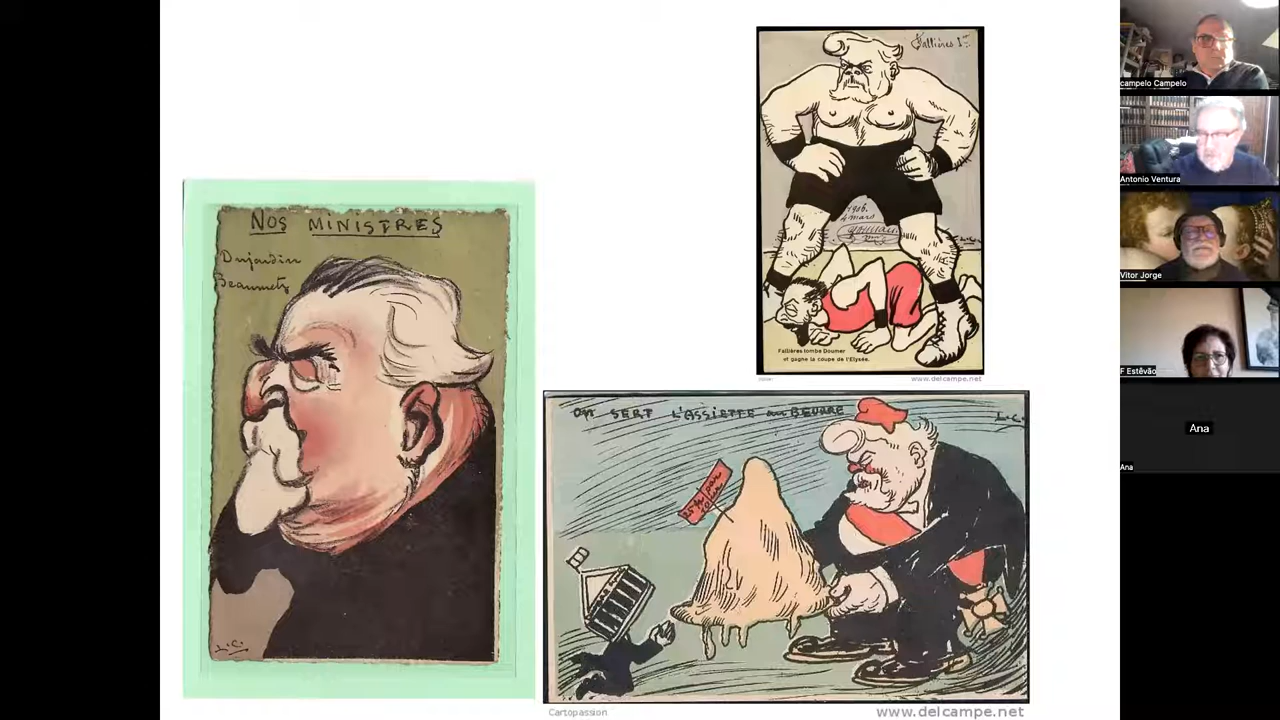 NOS MINISTRES
Dujardin
Beaumetz
L.C.
Fallières Ier
1906.
4 mars
Fallières tombe Doumer
et gagne la coupe de l'Elysée.
www.delcampe.net
ON SERT L'ASSIETTE au BEURRE
par
L.C.
Cartopassion
www.delcampe.net
campelo Campelo
Antonio Ventura
Vitor Jorge
F Estêvão
Ana
Ana